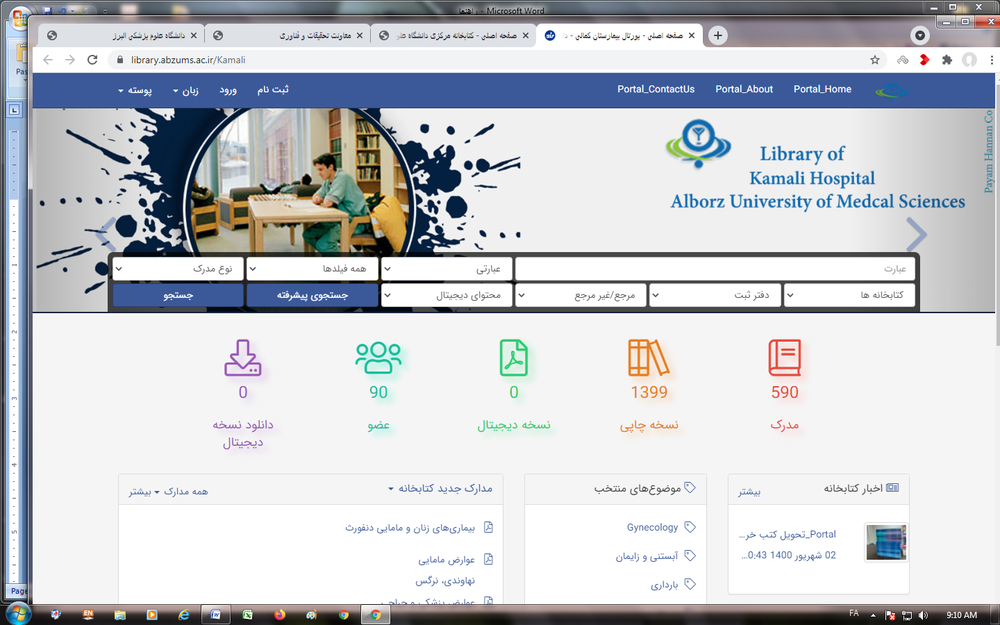 راهنما - Microsoft Word
دانشگاه علوم پزشکی البرز
معاونت تحقیقات و فناوری
صفحه اصلی - کتابخانه مرکزی دانشگاه علو
صفحه اصلی - پورتال بیمارستان کمالی - دا
library.abzums.ac.ir/Kamali
Portal_Home
Portal_About
Portal_ContactUs
ثبت نام
ورود
زبان
پوسته
Payam Hannan Co
Library of
Kamali Hospital
Alborz University of Medcal Sciences
عبارت
عبارتی
همه فیلدها
نوع مدرک
کتابخانه ها
دفتر ثبت
مرجع/غیر مرجع
محتوای دیجیتال
جستجوی پیشرفته
جستجو
590
مدرک
1399
نسخه چاپی
0
نسخه دیجیتال
90
عضو
0
دانلود نسخه
دیجیتال
اخبار کتابخانه
بیشتر
Portal_تحویل کتب خر...
02 شهریور 1400 0:43...
موضوع‌های منتخب
Gynecology
آبستنی و زایمان
بارداری
مدارک جدید کتابخانه
همه مدارک
بیشتر
بیماری‌های زنان و مامایی دنفورث
عوارض مامایی
نهاوندی، نرگس
عوارض پزشکی و جراحی
Pas
Page
EN
FA
9:10 AM